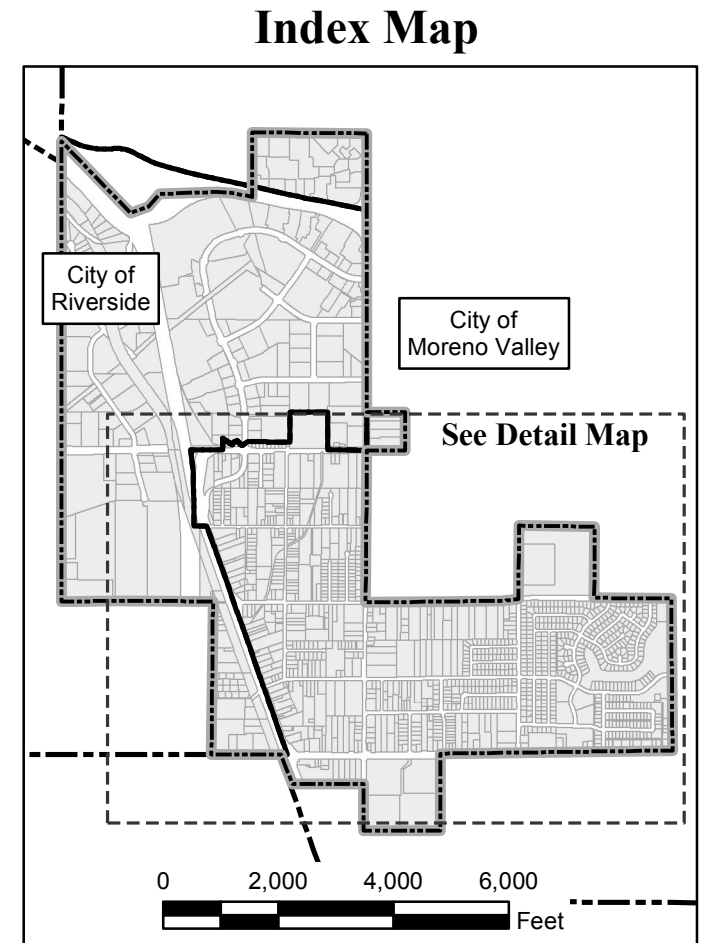 Index Map
City of
Riverside
City of
Moreno Valley
See Detail Map
0 2,000 4,000 6,000
Feet